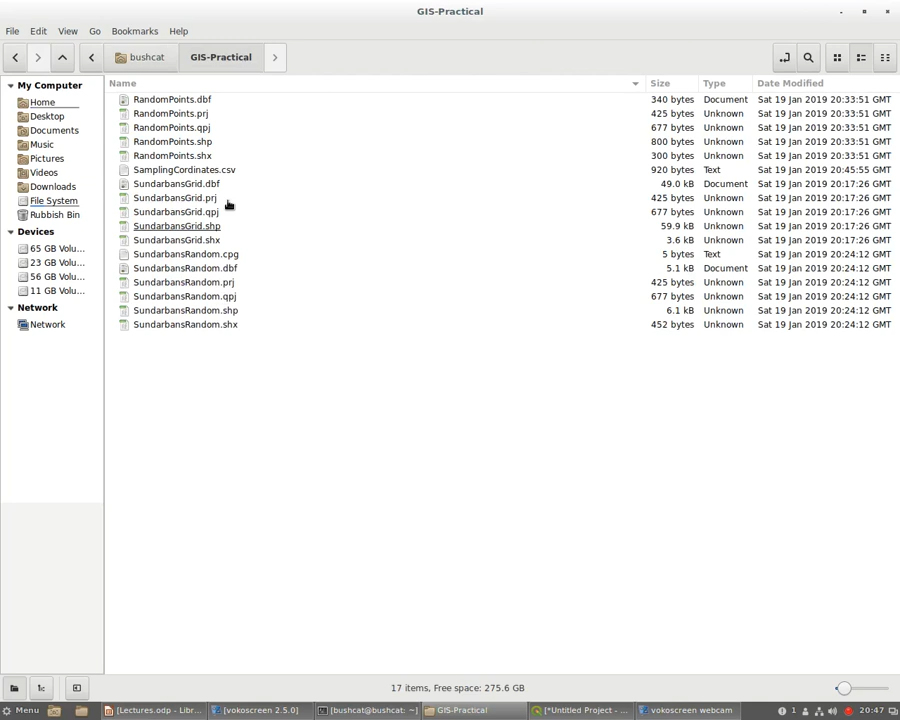 GIS-Practical
File Edit View Go Bookmarks Help
bushcat GIS-Practical
My Computer
Home
Desktop
Documents
Music
Pictures
Videos
Downloads
File System
Rubbish Bin
Devices
65 GB Volu...
23 GB Volu...
56 GB Volu...
11 GB Volu...
Network
Network
Name Size Type Date Modified
RandomPoints.dbf 340 bytes Document Sat 19 Jan 2019 20:33:51 GMT
RandomPoints.prj 425 bytes Unknown Sat 19 Jan 2019 20:33:51 GMT
RandomPoints.qpj 677 bytes Unknown Sat 19 Jan 2019 20:33:51 GMT
RandomPoints.shp 800 bytes Unknown Sat 19 Jan 2019 20:33:51 GMT
RandomPoints.shx 300 bytes Unknown Sat 19 Jan 2019 20:33:51 GMT
SamplingCordinates.csv 920 bytes Text Sat 19 Jan 2019 20:45:55 GMT
SundarbansGrid.dbf 49.0 kB Document Sat 19 Jan 2019 20:17:26 GMT
SundarbansGrid.prj 425 bytes Unknown Sat 19 Jan 2019 20:17:26 GMT
SundarbansGrid.qpj 677 bytes Unknown Sat 19 Jan 2019 20:17:26 GMT
SundarbansGrid.shp 59.9 kB Unknown Sat 19 Jan 2019 20:17:26 GMT
SundarbansGrid.shx 3.6 kB Unknown Sat 19 Jan 2019 20:17:26 GMT
SundarbansRandom.cpg 5 bytes Text Sat 19 Jan 2019 20:24:12 GMT
SundarbansRandom.dbf 5.1 kB Document Sat 19 Jan 2019 20:24:12 GMT
SundarbansRandom.prj 425 bytes Unknown Sat 19 Jan 2019 20:24:12 GMT
SundarbansRandom.qpj 677 bytes Unknown Sat 19 Jan 2019 20:24:12 GMT
SundarbansRandom.shp 6.1 kB Unknown Sat 19 Jan 2019 20:24:12 GMT
SundarbansRandom.shx 452 bytes Unknown Sat 19 Jan 2019 20:24:12 GMT
17 items, Free space: 275.6 GB
Menu [Lectures.odp - Libr... [vokoscreen 2.5.0] [bushcat@bushcat: ~] GIS-Practical [*Untitled Project - ... vokoscreen webcam 1 20:47